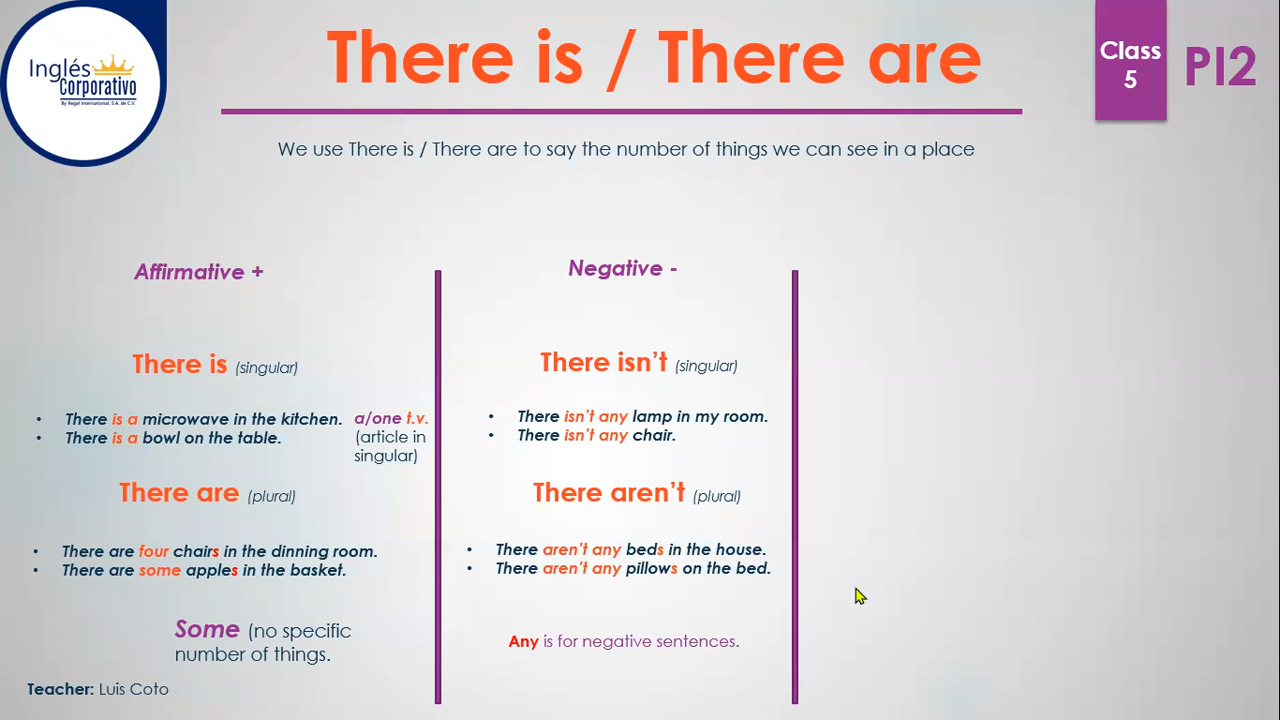 Inglés
Corporativo
By Regal International, S.A. de C.V.
There is / There are
Class
5
PI2
We use There is / There are to say the number of things we can see in a place
Affirmative +
There is (singular)
• There is a microwave in the kitchen.
• There is a bowl on the table.
a/one t.v.
(article in
singular)
There are (plural)
• There are four chairs in the dinning room.
• There are some apples in the basket.
Some (no specific
number of things.
Negative -
There isn't (singular)
• There isn't any lamp in my room.
• There isn't any chair.
There aren't (plural)
• There aren't any beds in the house.
• There aren't any pillows on the bed.
Any is for negative sentences.
Teacher: Luis Coto